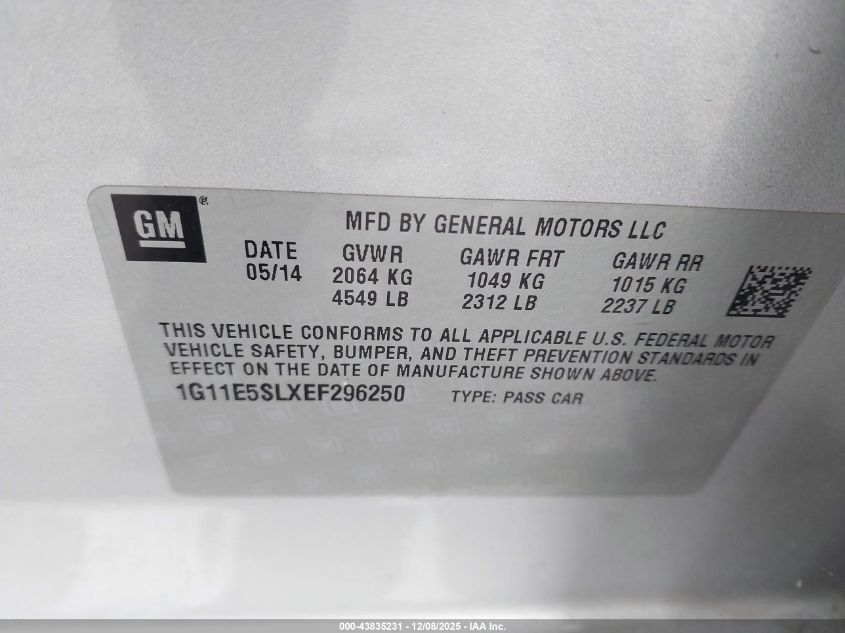 GM®
MFD BY GENERAL MOTORS LLC
DATE GVWR GAWR FRT GAWR RR
05/14 2064 KG 1049 KG 1015 KG
4549 LB 2312 LB 2237 LB
THIS VEHICLE CONFORMS TO ALL APPLICABLE U.S. FEDERAL MOTOR
VEHICLE SAFETY, BUMPER, AND THEFT PREVENTION STANDARDS IN
EFFECT ON THE DATE OF MANUFACTURE SHOWN ABOVE.
1G11E5SLXEF296250 TYPE: PASS CAR
000-43835231 - 12/08/2025 - IAA Inc.